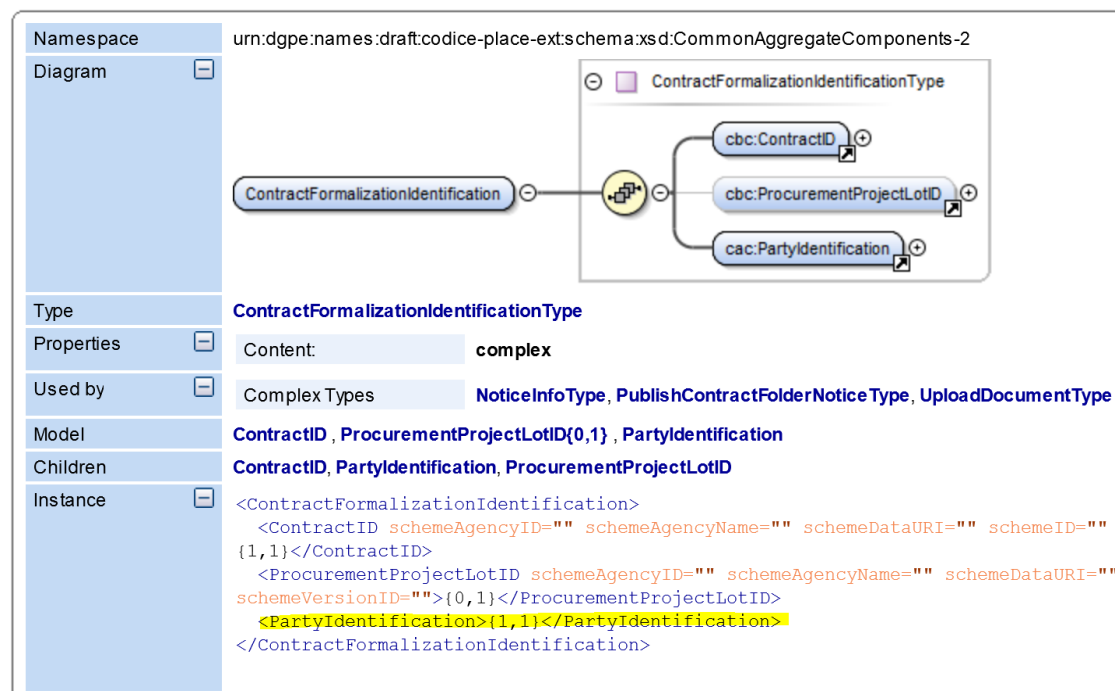 Namespace urn:dgpe:names:draft:codice-place-ext:schema:xsd:CommonAggregateComponents-2
Diagram
ContractFormalizationIdentificationType
cbc:ContractID
ContractFormalizationIdentification
cbc:ProcurementProjectLotID
cac:PartyIdentification
Type ContractFormalizationIdentificationType
Properties Content: complex
Used by Complex Types NoticeInfoType, PublishContractFolderNoticeType, UploadDocumentType
Model ContractID , ProcurementProjectLotID{0,1} , PartyIdentification
Children ContractID, PartyIdentification, ProcurementProjectLotID
Instance
<ContractFormalizationIdentification>
<ContractID schemeAgencyID="" schemeAgencyName="" schemeDataURI="" schemeID=""
{1,1}</ContractID>
<ProcurementProjectLotID schemeAgencyID="" schemeAgencyName="" schemeDataURI=""
schemeVersionID="">{0,1}</ProcurementProjectLotID>
<PartyIdentification>{1,1}</PartyIdentification>
</ContractFormalizationIdentification>